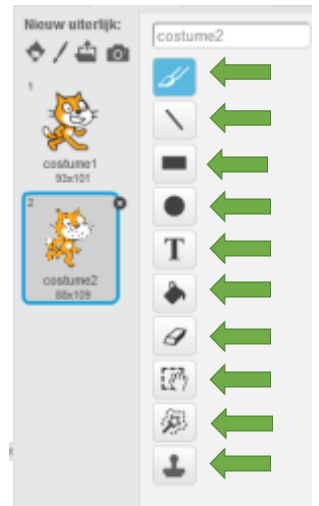 Nieuw uiterlijk:
costume2
1
costume1
93x101
2
costume2
88x109
T